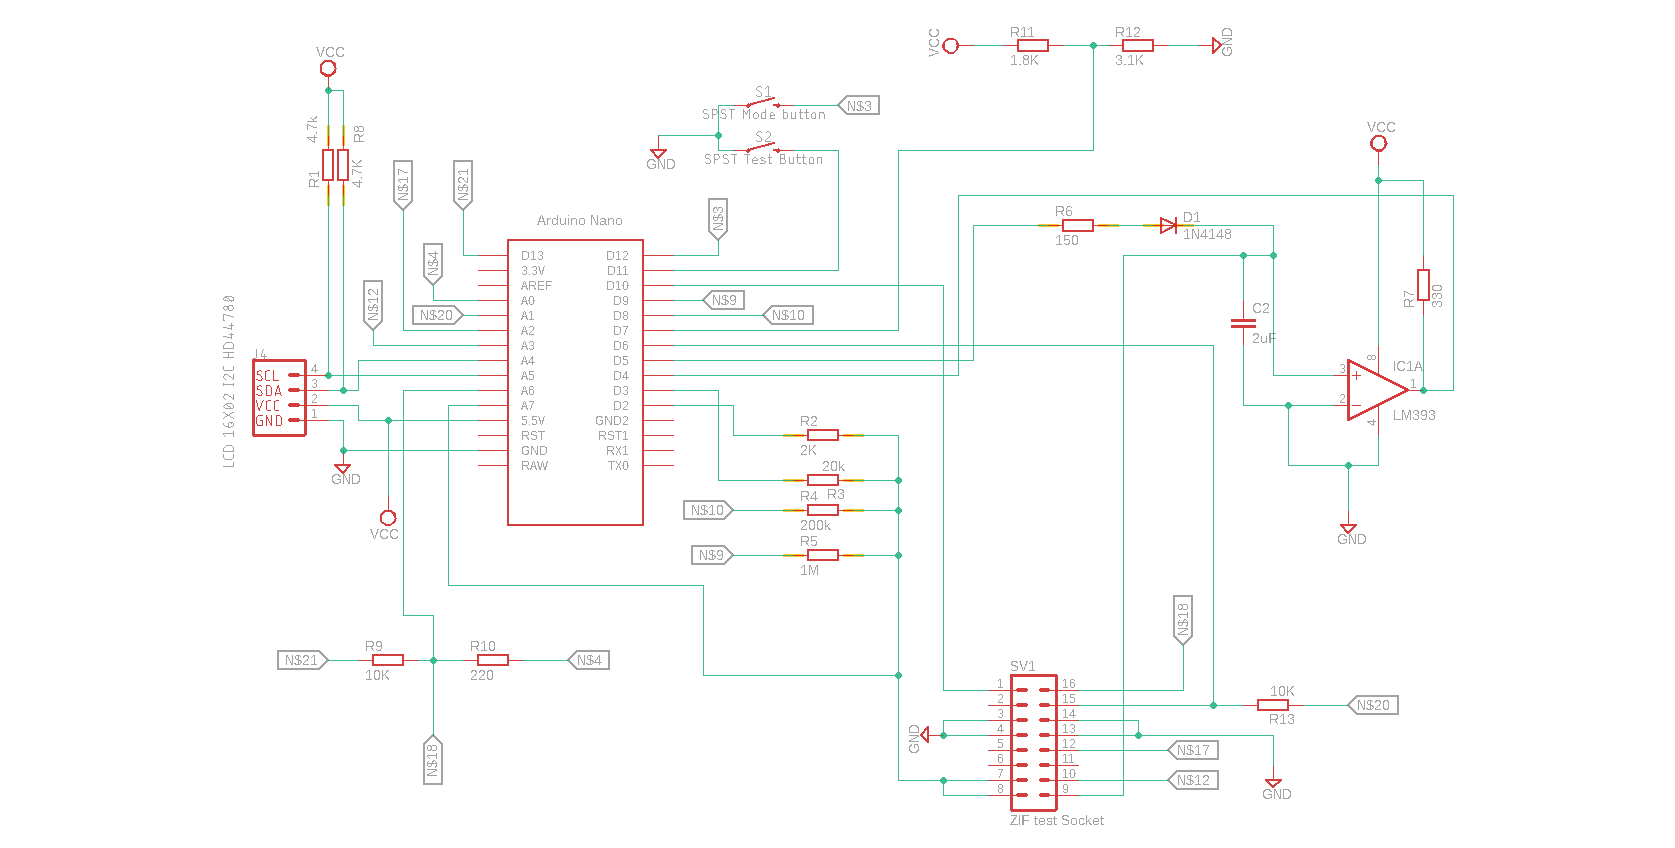 VCC
4.7k
R8
R1
4.7K
VCC
R11
1.8K
R12
3.1K
GND
S1
SPST Mode button
N$3
S2
SPST Test Button
GND
VCC
N$17
N$21
N$4
N$12
N$20
Arduino Nano
D13
3.3V
AREF
A0
A1
A2
A3
A4
A5
A6
A7
5.5V
RST
GND
RAW
D12
D11
D10
D9
D8
D7
D6
D5
D4
D3
D2
GND2
RST1
RX1
TX0
N$3
N$9
N$10
R6
150
D1
1N4148
C2
2uF
R7
330
IC1A
LM393
8
3
+
2
−
1
4
GND
LCD 16X02 I2C HD44780
J4
SCL 4
SDA 3
VCC 2
GND 1
GND
VCC
R2
2K
20k
R3
N$10
R4
200k
N$9
R5
1M
N$21
R9
10K
R10
220
N$4
N$18
N$18
SV1
1 16
2 15
3 14
4 13
5 12
6 11
7 10
8 9
ZIF test Socket
GND
10K
R13
N$20
N$17
N$12
GND